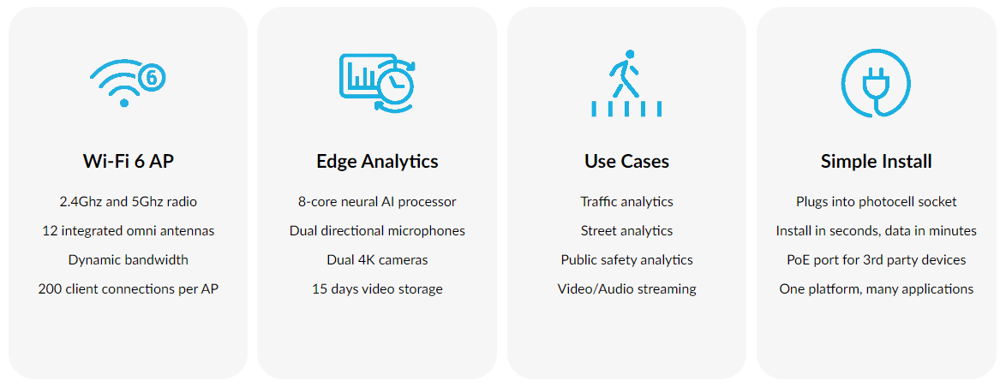 6
Wi-Fi 6 AP
2.4Ghz and 5Ghz radio
12 integrated omni antennas
Dynamic bandwidth
200 client connections per AP
Edge Analytics
8-core neural AI processor
Dual directional microphones
Dual 4K cameras
15 days video storage
Use Cases
Traffic analytics
Street analytics
Public safety analytics
Video/Audio streaming
Simple Install
Plugs into photocell socket
Install in seconds, data in minutes
PoE port for 3rd party devices
One platform, many applications